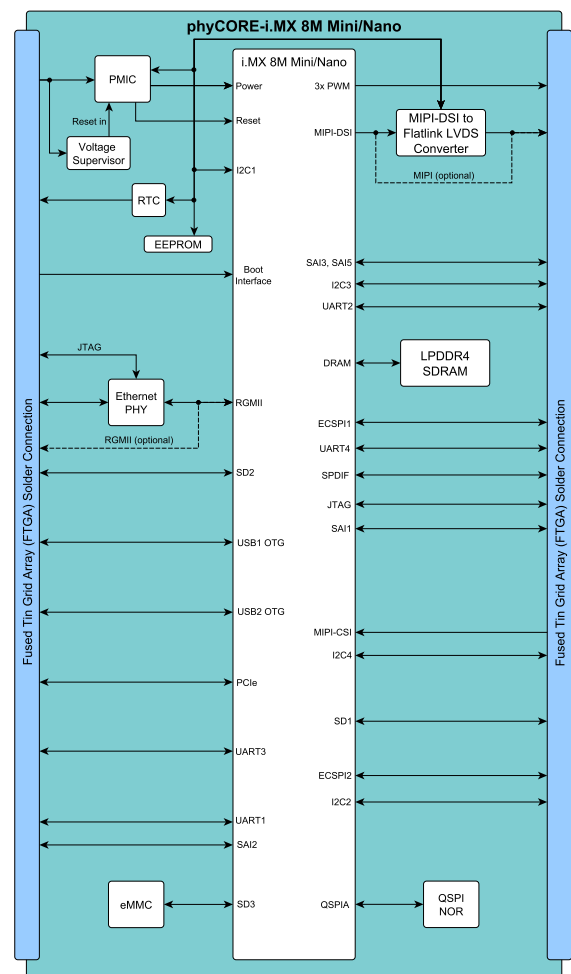 phyCORE-i.MX 8M Mini/Nano
i.MX 8M Mini/Nano
PMIC
Power
3x PWM
Reset in
Reset
MIPI-DSI
MIPI-DSI to
Flatlink LVDS
Converter
Voltage
Supervisor
I2C1
MIPI (optional)
RTC
EEPROM
SAI3, SAI5
Boot
Interface
I2C3
UART2
JTAG
DRAM
LPDDR4
SDRAM
Ethernet
PHY
RGMII
RGMII (optional)
ECSPI1
UART4
SD2
SPDIF
JTAG
SAI1
USB1 OTG
USB2 OTG
MIPI-CSI
I2C4
PCIe
SD1
UART3
ECSPI2
I2C2
UART1
SAI2
eMMC
SD3
QSPIA
QSPI
NOR
Fused Tin Grid Array (FTGA) Solder Connection
Fused Tin Grid Array (FTGA) Solder Connection